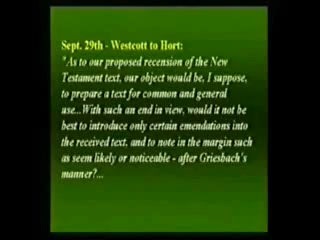 Sept. 29th - Westcott to Hort:
"As to our proposed recension of the New
Testament text, our object would be, I suppose,
to prepare a text for common and general
use...With such an end in view, would it not be
best to introduce only certain emendations into
the received text, and to note in the margin such
as seem likely or noticeable - after Griesbach's
manner?...